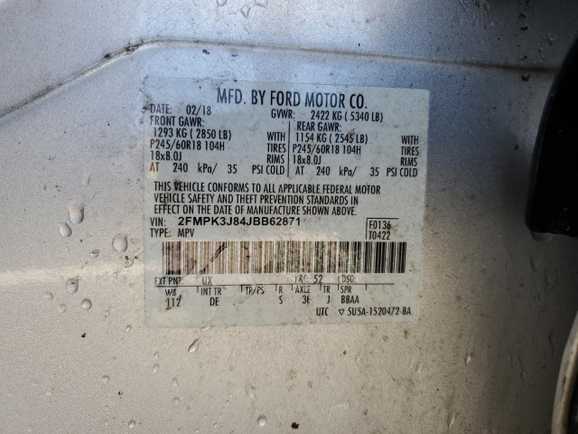 MFD. BY FORD MOTOR CO.
DATE: 02/18 GVWR: 2422 KG (5340 LB)
FRONT GAWR: REAR GAWR:
1293 KG (2850 LB) WITH 1154 KG (2545 LB) WITH
P245/60R18 104H TIRES P245/60R18 104H TIRES
18x8.0J RIMS 18x8.0J RIMS
AT 240 kPa/ 35 PSI COLD AT 240 kPa/ 35 PSI COLD
THIS VEHICLE CONFORMS TO ALL APPLICABLE FEDERAL MOTOR
VEHICLE SAFETY AND THEFT PREVENTION STANDARDS IN
EFFECT ON THE DATE OF MANUFACTURE SHOWN ABOVE.
VIN: 2FMPK3J84JBB62871 F0136
TYPE: MPV T0422
EXT PNT: UX RC: 52 DSO:
WB INT TR TP/PS R AXLE TR SPR
112 DE S 36 J BBAA
UTC ▽ 5U5A-1520472-BA